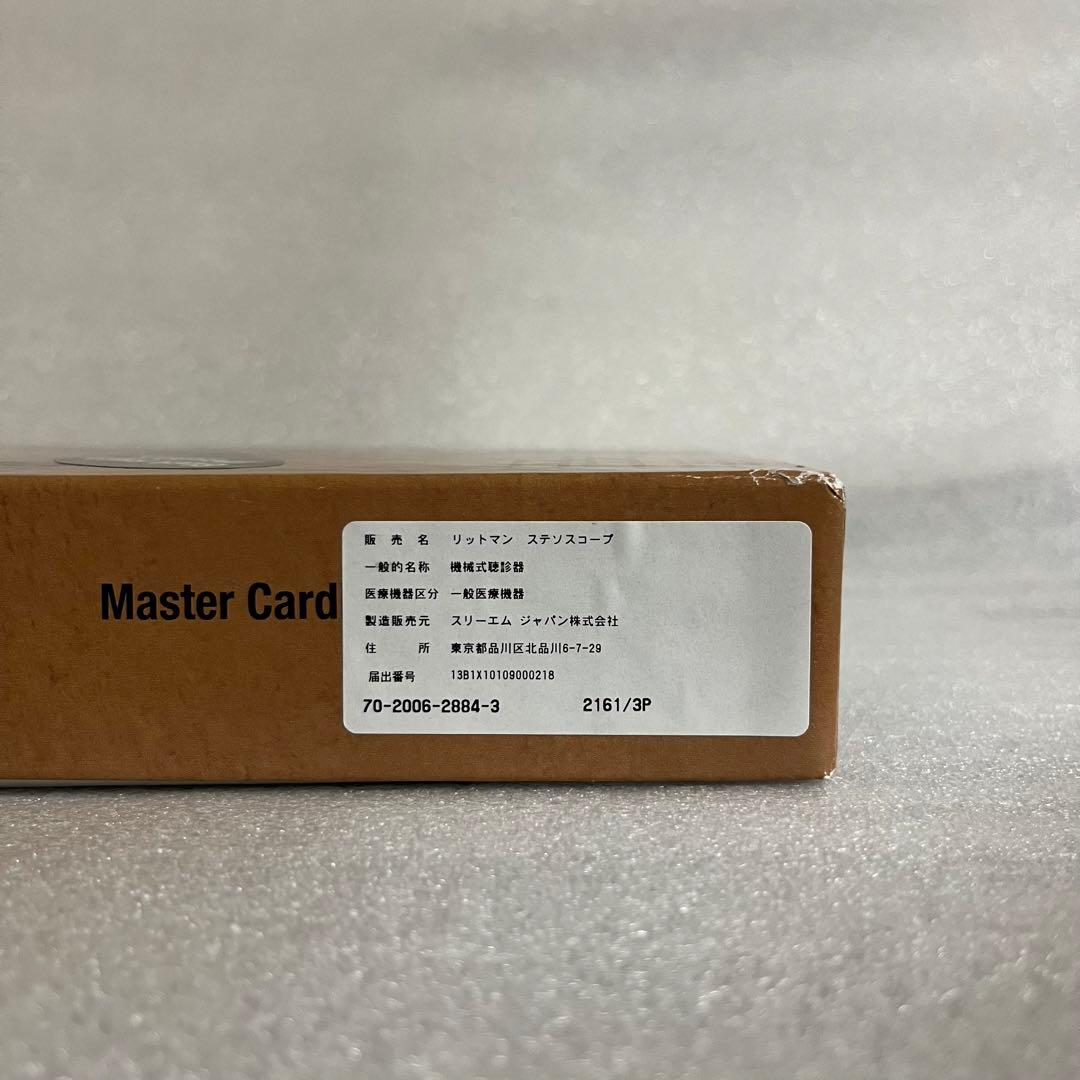 Master Card
販売名 リットマン ステソスコープ
一般的名称 機械式聴診器
医療機器区分 一般医療機器
製造販売元 スリーエム ジャパン株式会社
住所 東京都品川区北品川6-7-29
届出番号 13B1X10109000218
70-2006-2884-3 2161/3P